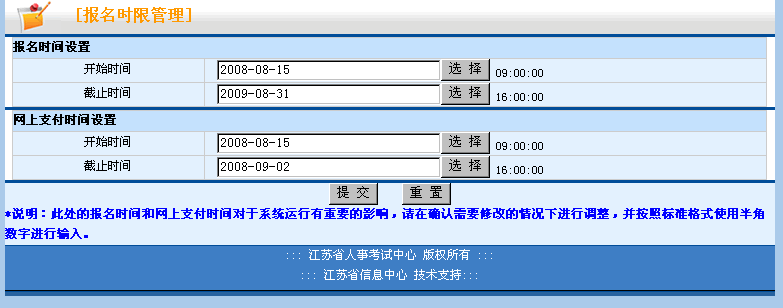 [报名时限管理]
报名时间设置
开始时间 2008-08-15 选 择 09:00:00
截止时间 2009-08-31 选 择 16:00:00
网上支付时间设置
开始时间 2008-08-15 选 择 09:00:00
截止时间 2008-09-02 选 择 16:00:00
提 交 重 置
*说明：此处的报名时间和网上支付时间对于系统运行有重要的影响，请在确认需要修改的情况下进行调整，并按照标准格式使用半角
数字进行输入。
::: 江苏省人事考试中心 版权所有 :::
::: 江苏省信息中心 技术支持:::